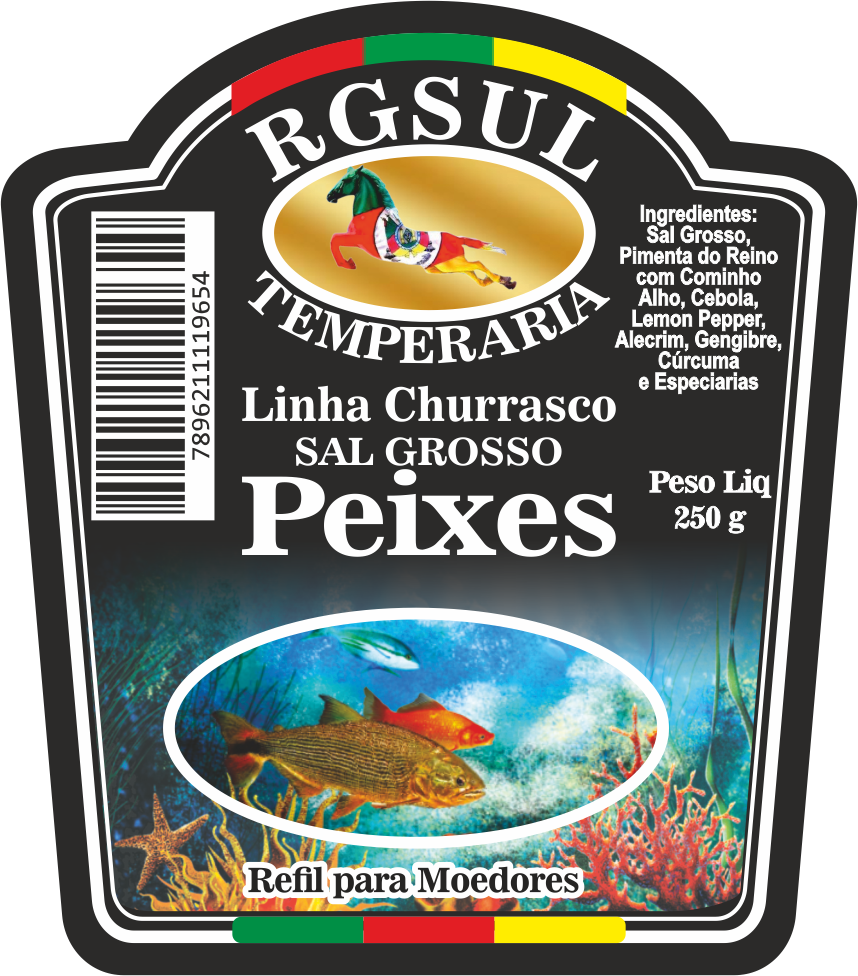 RGSUL
TEMPERARIA
Linha Churrasco
SAL GROSSO
Peixes
7896211119654
Ingredientes:
Sal Grosso,
Pimenta do Reino
com Cominho
Alho, Cebola,
Lemon Pepper,
Alecrim, Gengibre,
Cúrcuma
e Especiarias
Peso Liq
250 g
Refil para Moedores